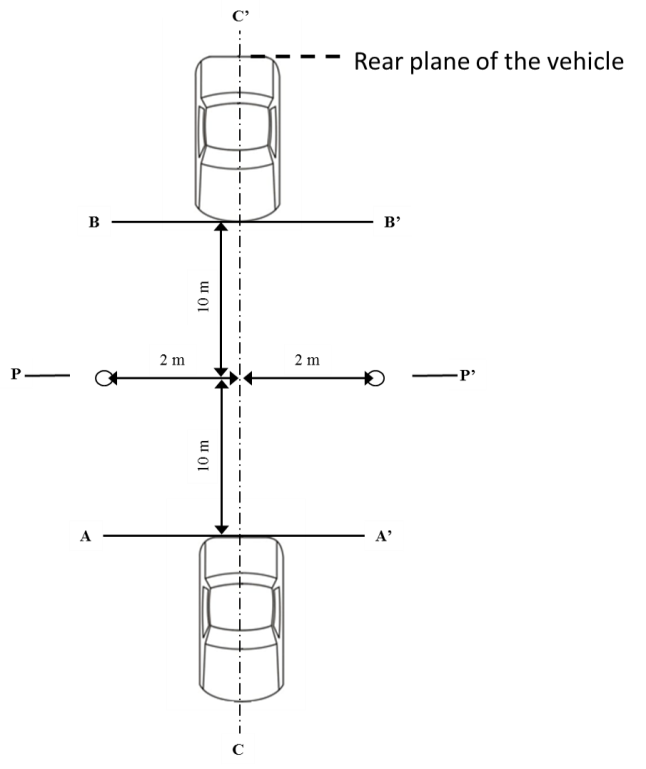 C’
Rear plane of the vehicle
B
B’
10 m
2 m
2 m
P
P’
10 m
A
A’
C